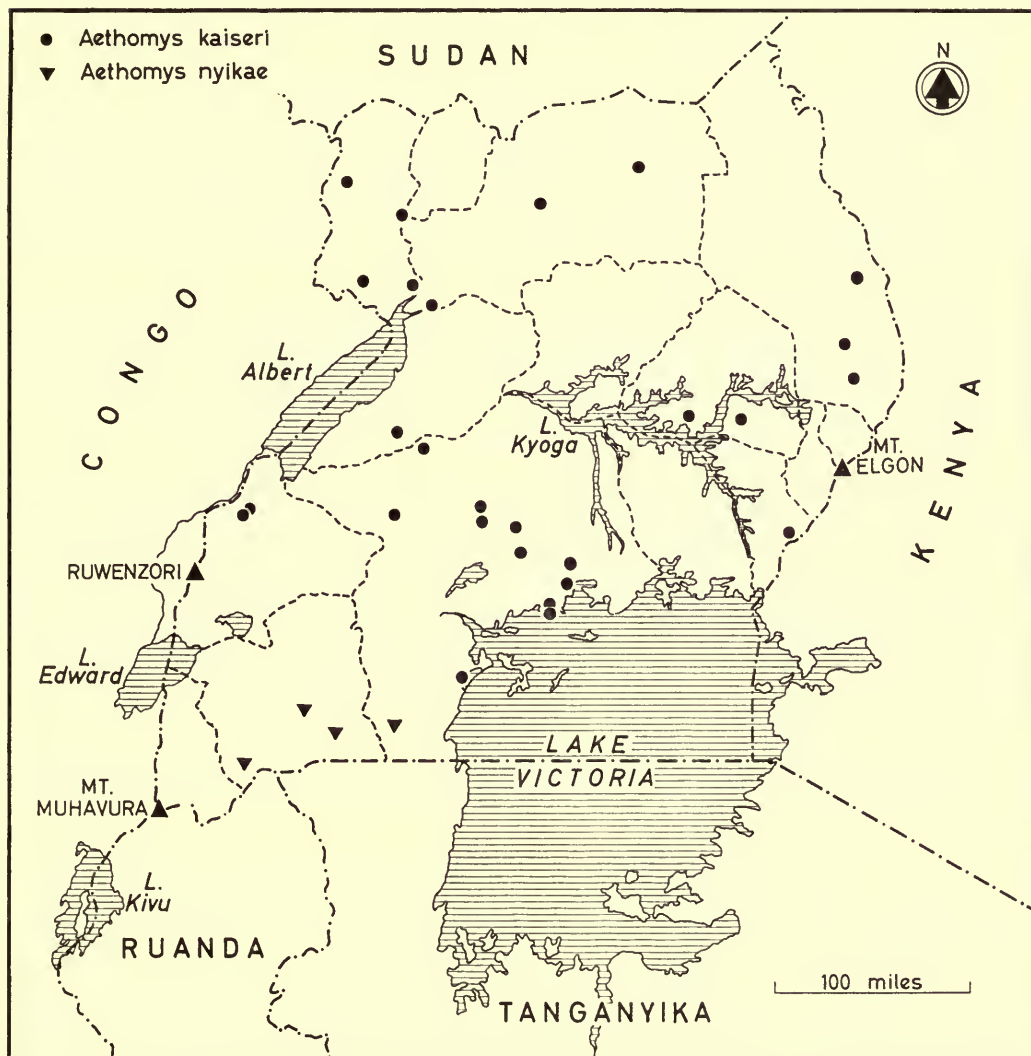 Aethomys kaiseri
Aethomys nyikae
SUDAN
N
CONGO
L.
Albert
L.
Kyoga
MT.
ELGON
KENYA
RUWENZORI
L.
Edward
LAKE
VICTORIA
MT.
MUHAVURA
L.
Kivu
RUANDA
100 miles
TANGANYIKA